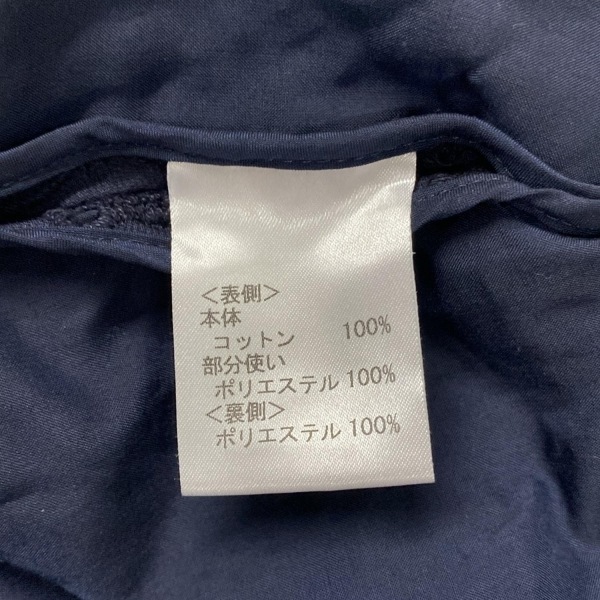 <表側>
本体
コットン 100%
部分使い
ポリエステル 100%
<裏側>
ポリエステル 100%